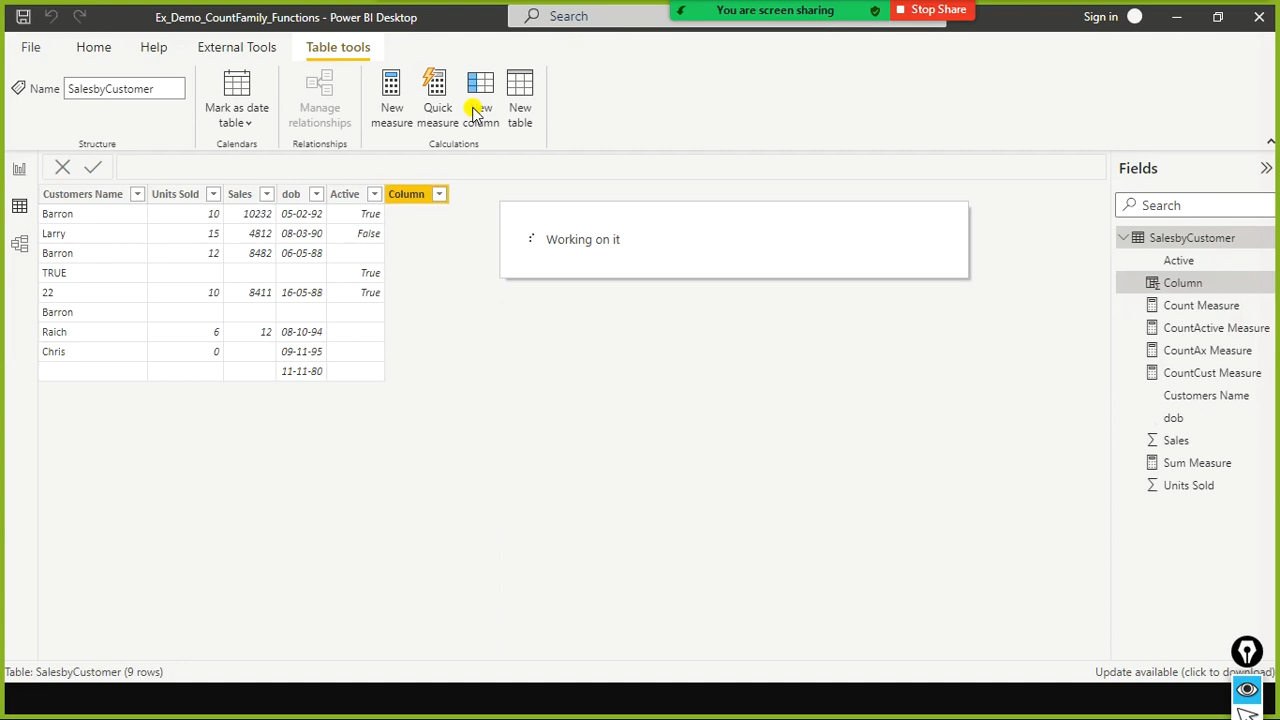 Ex_Demo_CountFamily_Functions - Power BI Desktop
Search
You are screen sharing
Stop Share
Sign in
File
Home
Help
External Tools
Table tools
Name
SalesbyCustomer
Mark as date
table
Manage
relationships
New
measure
Quick
measure
column
New
table
Structure
Calendars
Relationships
Calculations
Fields
Search
Customers Name
Units Sold
Sales
dob
Active
Column
Barron 10 10232 05-02-92 True
Larry 15 4812 08-03-90 False
Barron 12 8482 06-05-88
TRUE True
22 10 8411 16-05-88 True
Barron
Raich 6 12 08-10-94
Chris 0 09-11-95
11-11-80
Working on it
SalesbyCustomer
Active
Column
Count Measure
CountActive Measure
CountAx Measure
CountCust Measure
Customers Name
dob
Sales
Sum Measure
Units Sold
Table: SalesbyCustomer (9 rows)
Update available (click to download)